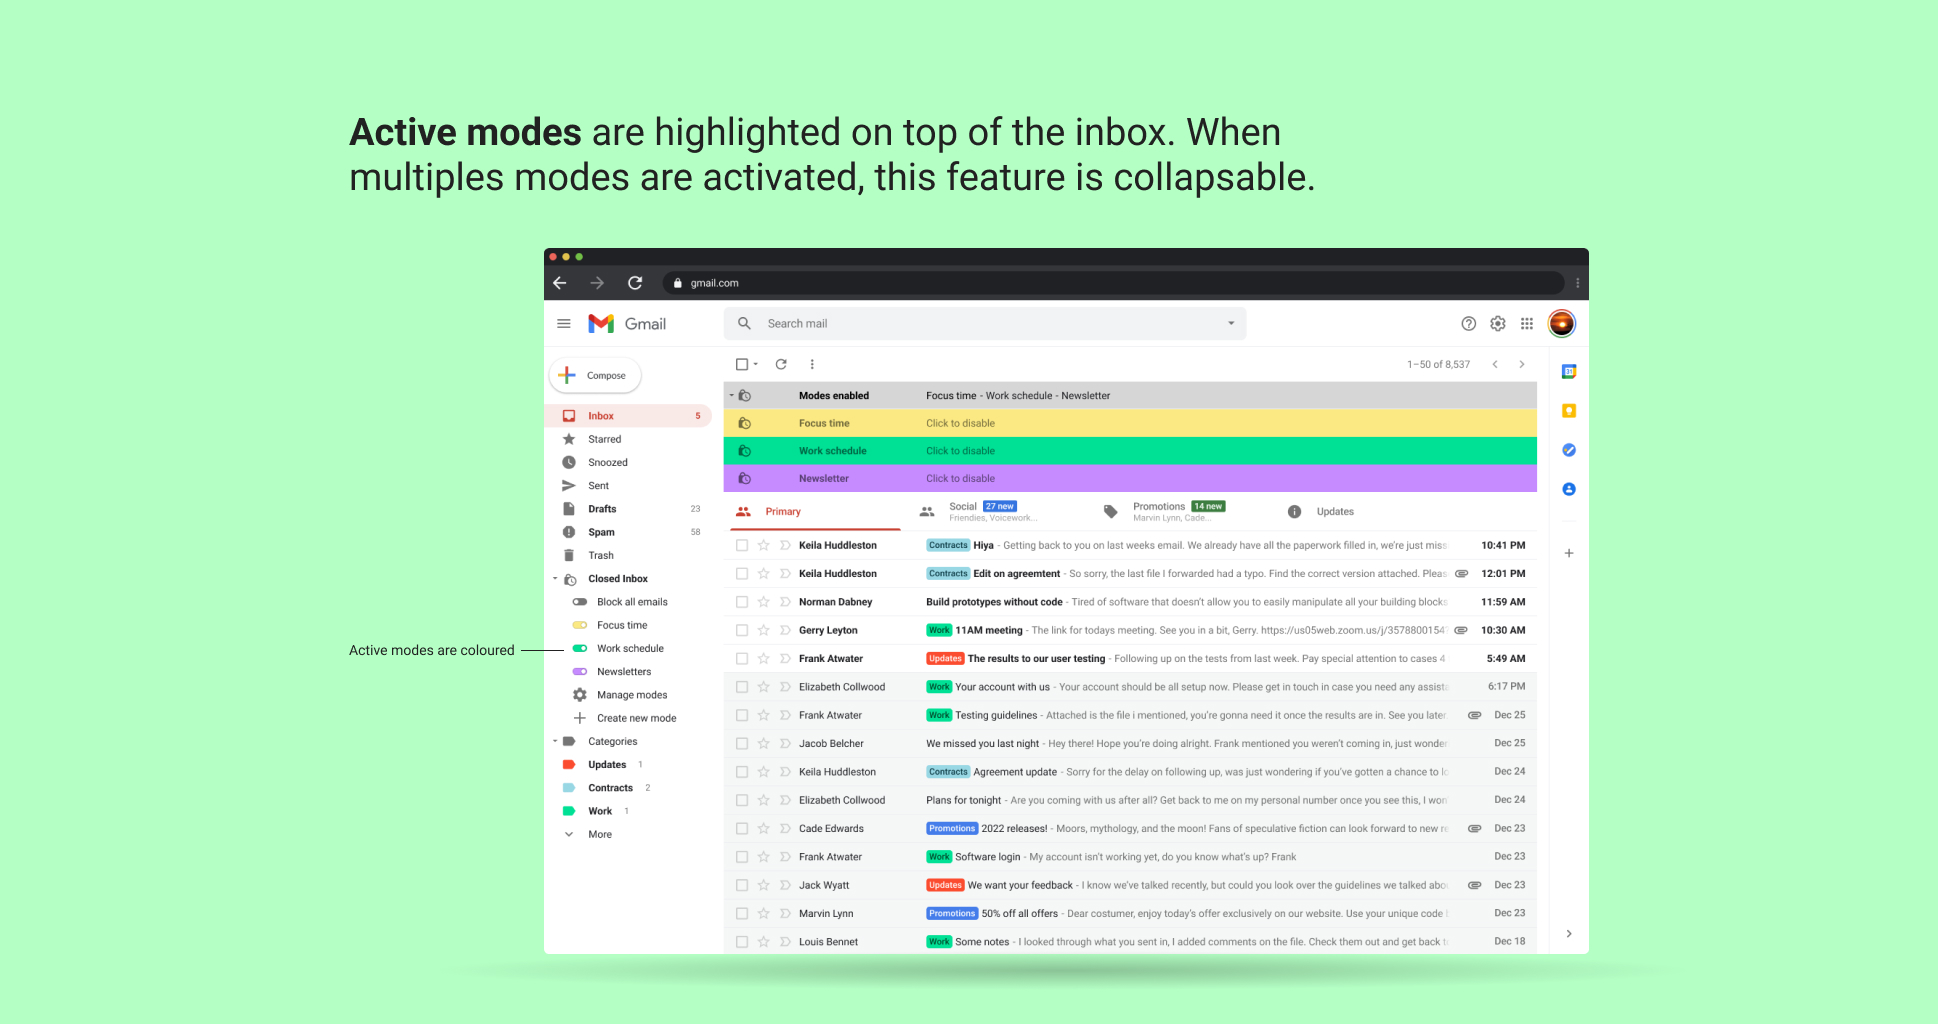 Active modes are highlighted on top of the inbox. When
multiples modes are activated, this feature is collapsable.
gmail.com
Gmail
Search mail
Compose
1–50 of 8,537
31
Modes enabled Focus time - Work schedule - Newsletter
Focus time Click to disable
Work schedule Click to disable
Newsletter Click to disable
Inbox 5
Starred
Snoozed
Sent
Drafts 23
Spam 58
Trash
Closed Inbox
Block all emails
Focus time
Active modes are coloured
Work schedule
Newsletters
Manage modes
Create new mode
Categories
Updates 1
Contracts 2
Work 1
More
Primary
Social 27 new
Friendies, Voicework...
Promotions 14 new
Marvin Lynn, Cade...
Updates
Keila Huddleston Contracts Hiya - Getting back to you on last weeks email. We already have all the paperwork filled in, we're just miss 10:41 PM
Keila Huddleston Contracts Edit on agreemtent - So sorry, the last file I forwarded had a typo. Find the correct version attached. Pleas 12:01 PM
Norman Dabney Build prototypes without code - Tired of software that doesn't allow you to easily manipulate all your building blocks 11:59 AM
Gerry Leyton Work 11AM meeting - The link for todays meeting. See you in a bit, Gerry. https://us05web.zoom.us/j/3578800154 10:30 AM
Frank Atwater Updates The results to our user testing - Following up on the tests from last week. Pay special attention to cases 4 5:49 AM
Elizabeth Collwood Work Your account with us - Your account should be all setup now. Please get in touch in case you need any assista 6:17 PM
Frank Atwater Work Testing guidelines - Attached is the file i mentioned, you're gonna need it once the results are in. See you later Dec 25
Jacob Belcher We missed you last night - Hey there! Hope you're doing alright. Frank mentioned you weren't coming in, just wonder Dec 25
Keila Huddleston Contracts Agreement update - Sorry for the delay on following up, was just wondering if you've gotten a chance to lo Dec 24
Elizabeth Collwood Plans for tonight - Are you coming with us after all? Get back to me on my personal number once you see this, I won Dec 24
Cade Edwards Promotions 2022 releases! - Moors, mythology, and the moon! Fans of speculative fiction can look forward to new re Dec 23
Frank Atwater Work Software login - My account isn't working yet, do you know what's up? Frank Dec 23
Jack Wyatt Updates We want your feedback - I know we've talked recently, but could you look over the guidelines we talked abo Dec 23
Marvin Lynn Promotions 50% off all offers - Dear costumer, enjoy today's offer exclusively on our website. Use your unique code Dec 23
Louis Bennet Work Some notes - I looked through what you sent in, I added comments on the file. Check them out and get back t Dec 18